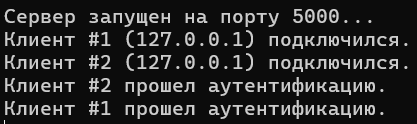 Сервер запущен на порту 5000...
Клиент #1 (127.0.0.1) подключился.
Клиент #2 (127.0.0.1) подключился.
Клиент #2 прошел аутентификацию.
Клиент #1 прошел аутентификацию.